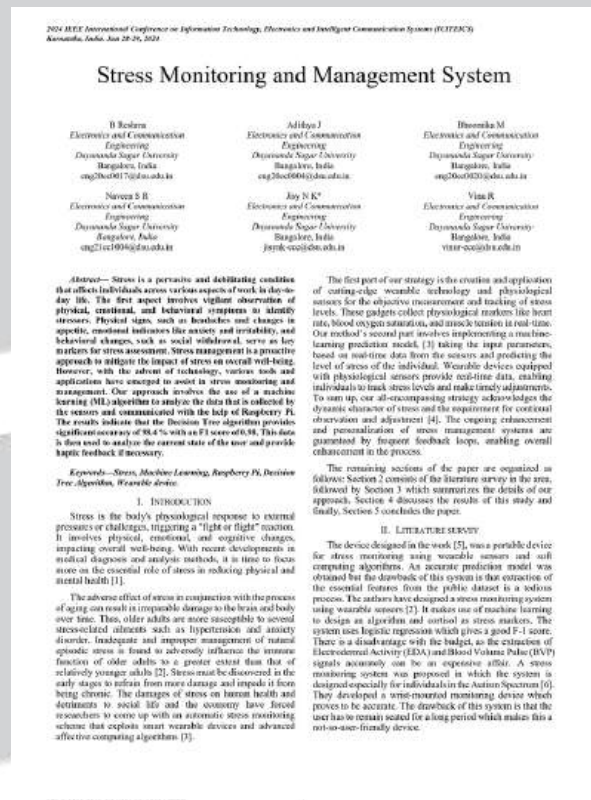 2024 IEEE International Conference on Information Technology, Electronics and Intelligent Communication Systems (ICITEICS)
Karnataka, India. Jun 28-29, 2024
Stress Monitoring and Management System
B Reshma
Electronics and Communication
Engineering
Dayananda Sagar University
Bangalore, India
eng20ec0017@dsu.edu.in
Adithya J
Electronics and Communication
Engineering
Dayananda Sagar University
Bangalore, India
eng20ec0004@dsu.edu.in
Bhoomika M
Electronics and Communication
Engineering
Dayananda Sagar University
Bangalore, India
eng20ec0020@dsu.edu.in
Naveen S R
Electronics and Communication
Engineering
Dayananda Sagar University
Bangalore, India
eng21ec1004@dsu.edu.in
Jisy N K*
Electronics and Communication
Engineering
Dayananda Sagar University
Bangalore, India
jisynk-ece@dsu.edu.in
Vina R
Electronics and Communication
Engineering
Dayananda Sagar University
Bangalore, India
Abstract— Stress is a pervasive and debilitating condition
that affects individuals across various aspects of work in day-to-
day life. The first aspect involves vigilant observation of
physical, emotional, and behavioral symptoms to identify
stressors. Physical signs, such as headaches and changes in
appetite, emotional indicators like anxiety and irritability, and
behavioral changes, such as social withdrawal, serve as key
markers for stress assessment. Stress management is a proactive
approach to mitigate the impact of stress on overall well-being.
However, with the advent of technology, various tools and
applications have emerged to assist in stress monitoring and
management. Our approach involves the use of a machine
learning (ML) algorithm to analyze the data that is collected by
the sensors and communicated with the help of Raspberry Pi.
The results indicate that the Decision Tree algorithm provides
significant accuracy of 98.4 % with an F1 score of 0.98. This data
is then used to analyze the current state of the user and provide
haptic feedback if necessary.
Keywords—Stress, Machine Learning, Raspberry Pi, Decision
Tree Algorithm, Wearable device.
I. INTRODUCTION
Stress is the body's physiological response to external
pressures or challenges, triggering a "fight or flight" reaction.
It involves physical, emotional, and cognitive changes,
impacting overall well-being. With recent developments in
medical diagnosis and analysis methods, it is time to focus
more on the essential role of stress in reducing physical and
mental health [1].
The adverse effect of stress in conjunction with the process
of aging can result in irreparable damage to the brain and body
over time. Thus, older adults are more susceptible to several
stress-related ailments such as hypertension and anxiety
disorder. Inadequate and improper management of natural
episodic stress is found to adversely influence the immune
function of older adults to a greater extent than that of
relatively younger adults [2]. Stress must be discovered in the
early stages to refrain from more damage and impede it from
being chronic. The damages of stress on human health and
detriments to social life and the economy have forced
researchers to come up with an automatic stress monitoring
scheme that exploits smart wearable devices and advanced
affective computing algorithms [3].
The first part of our strategy is the creation and application
of cutting-edge wearable technology and physiological
sensors for the objective measurement and tracking of stress
levels. These gadgets collect physiological markers like heart
rate, blood oxygen saturation, and muscle tension in real-time.
Our method's second part involves implementing a machine-
learning prediction model, [3] taking the input parameters,
based on real-time data from the sensors and predicting the
level of stress of the individual. Wearable devices equipped
with physiological sensors provide real-time data, enabling
individuals to track stress levels and make timely adjustments.
To sum up, our all-encompassing strategy acknowledges the
dynamic character of stress and the requirement for continual
observation and adjustment [4]. The ongoing enhancement
and personalization of stress management systems are
guaranteed by frequent feedback loops, enabling overall
enhancement in the process.
The remaining sections of the paper are organized as
follows: Section 2 consists of the literature survey in the area,
followed by Section 3 which summarizes the details of our
approach, Section 4 discusses the results of this study and
finally, Section 5 concludes the paper.
II. LITERATURE SURVEY
The device designed in the work [5], was a portable device
for stress monitoring using wearable sensors and soft
computing algorithms. An accurate prediction model was
obtained but the drawback of this system is that extraction of
the essential features from the public dataset is a tedious
process. The authors have designed a stress monitoring system
using wearable sensors [2]. It makes use of machine learning
to design an algorithm and cortisol as stress markers. The
system uses logistic regression which gives a good F-1 score.
There is a disadvantage with the budget, as the extraction of
Electrodermal Activity (EDA) and Blood Volume Pulse (BVP)
signals accurately can be an expensive affair. A stress
monitoring system was proposed in which the system is
designed especially for individuals in the Autism Spectrum [6].
They developed a wrist-mounted monitoring device which
proves to be accurate. The drawback of this system is that the
user has to remain seated for a long period which makes this a
not-so-user-friendly device.